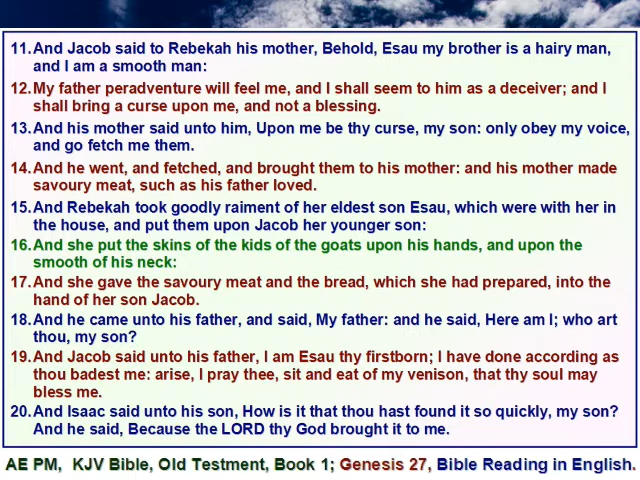 11. And Jacob said to Rebekah his mother, Behold, Esau my brother is a hairy man,
and I am a smooth man:
12. My father peradventure will feel me, and I shall seem to him as a deceiver; and I
shall bring a curse upon me, and not a blessing.
13. And his mother said unto him, Upon me be thy curse, my son: only obey my voice,
and go fetch me them.
14. And he went, and fetched, and brought them to his mother: and his mother made
savoury meat, such as his father loved.
15. And Rebekah took goodly raiment of her eldest son Esau, which were with her in
the house, and put them upon Jacob her younger son:
16. And she put the skins of the kids of the goats upon his hands, and upon the
smooth of his neck:
17. And she gave the savoury meat and the bread, which she had prepared, into the
hand of her son Jacob.
18. And he came unto his father, and said, My father: and he said, Here am I; who art
thou, my son?
19. And Jacob said unto his father, I am Esau thy firstborn; I have done according as
thou badest me: arise, I pray thee, sit and eat of my venison, that thy soul may
bless me.
20. And Isaac said unto his son, How is it that thou hast found it so quickly, my son?
And he said, Because the LORD thy God brought it to me.
AE PM, KJV Bible, Old Testment, Book 1; Genesis 27, Bible Reading in English.